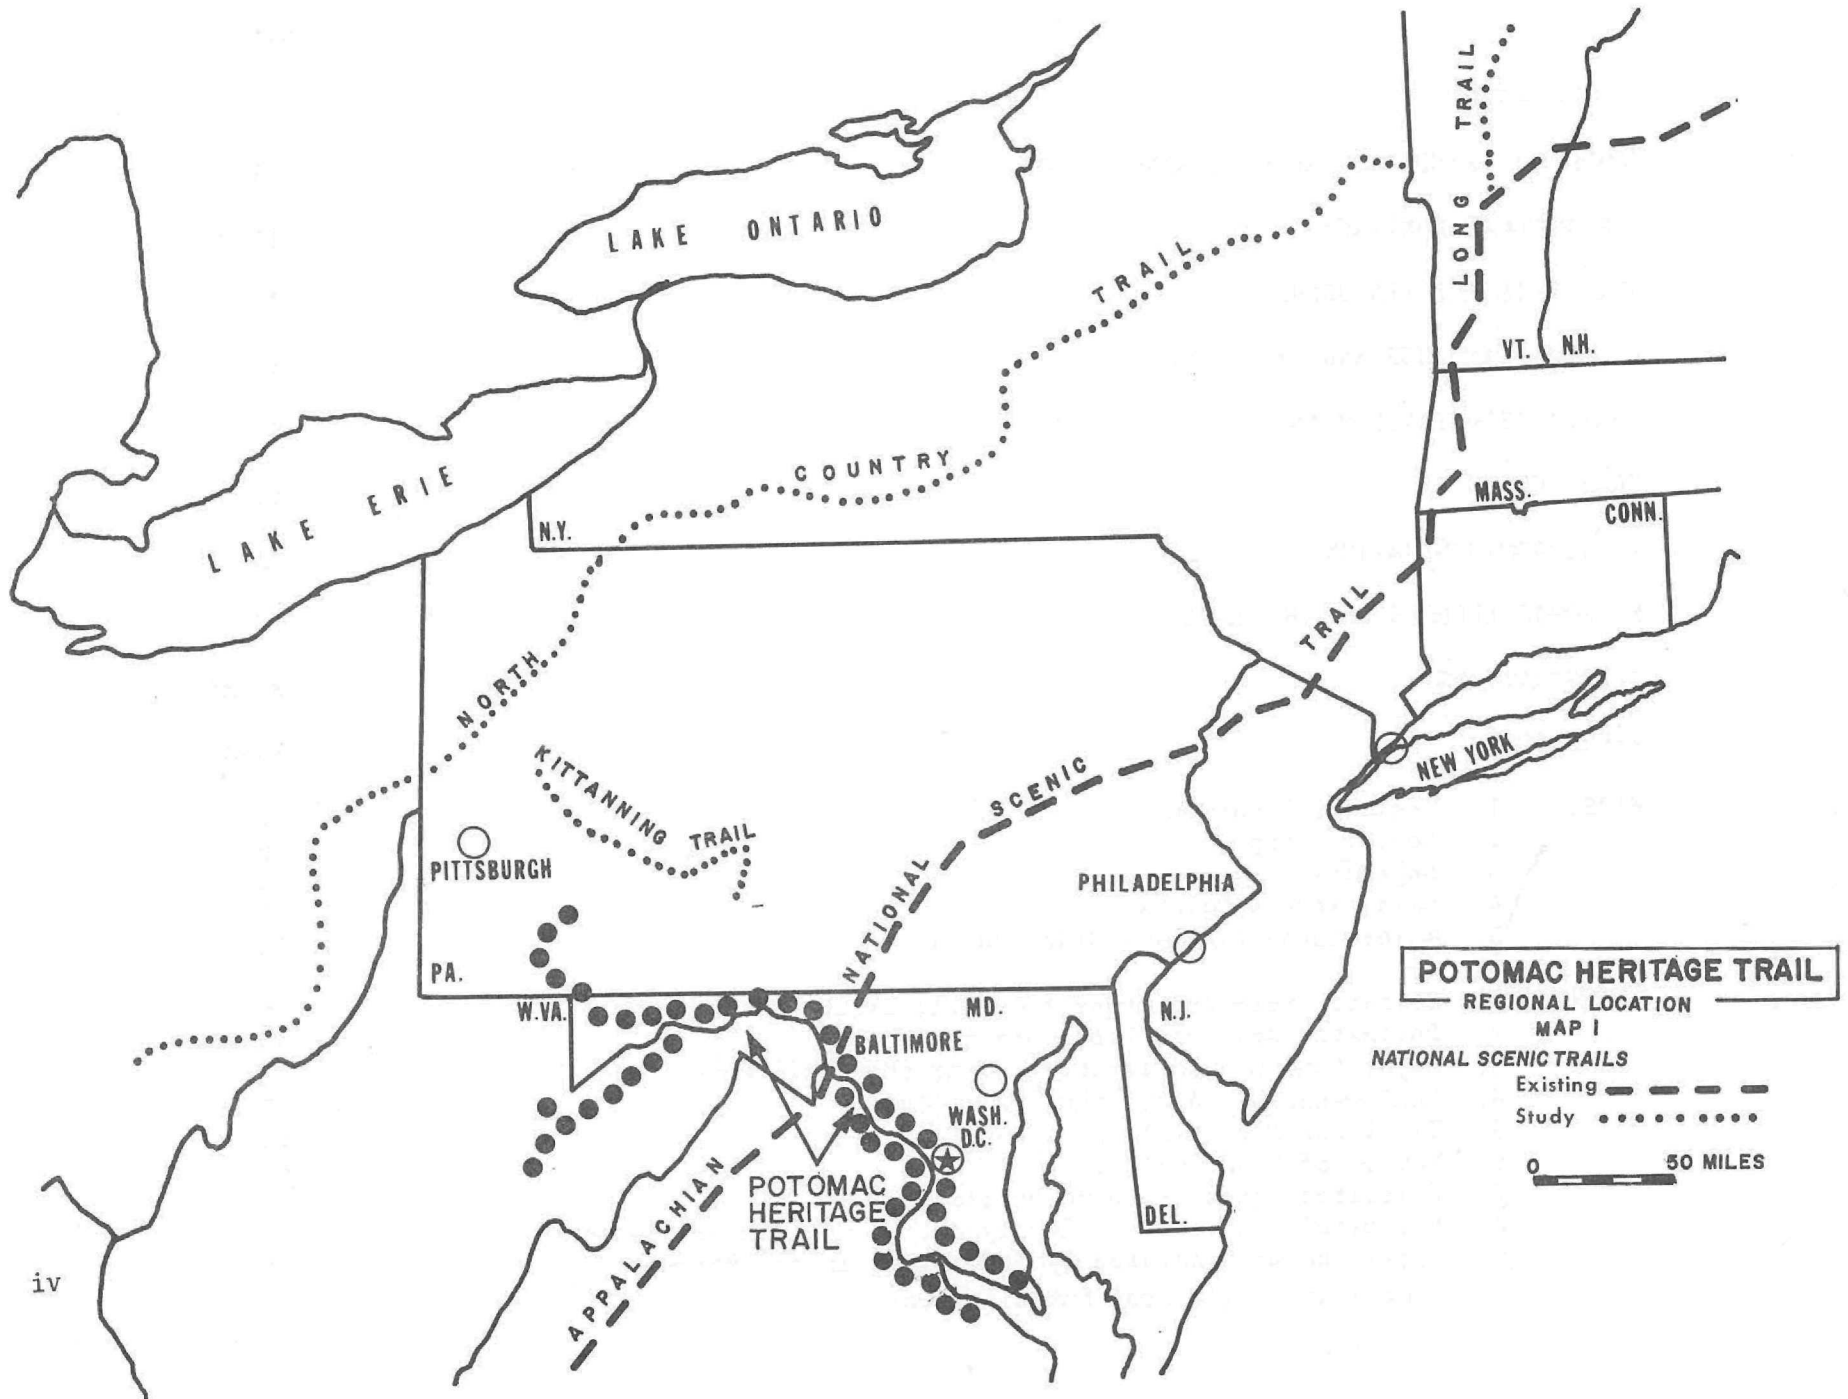 LONG TRAIL
LAKE ONTARIO
VT. N.H.
LAKE ERIE
NORTH COUNTRY TRAIL
N.Y.
MASS.
CONN.
NEW YORK
KITTANNING TRAIL
PITTSBURGH
PHILADELPHIA
PA.
W.VA.
MD.
N.J.
BALTIMORE
WASH.
D.C.
DEL.
APPALACHIAN NATIONAL SCENIC TRAIL
POTOMAC
HERITAGE
TRAIL
POTOMAC HERITAGE TRAIL
REGIONAL LOCATION
MAP I
NATIONAL SCENIC TRAILS
Existing
Study
0 50 MILES
iv